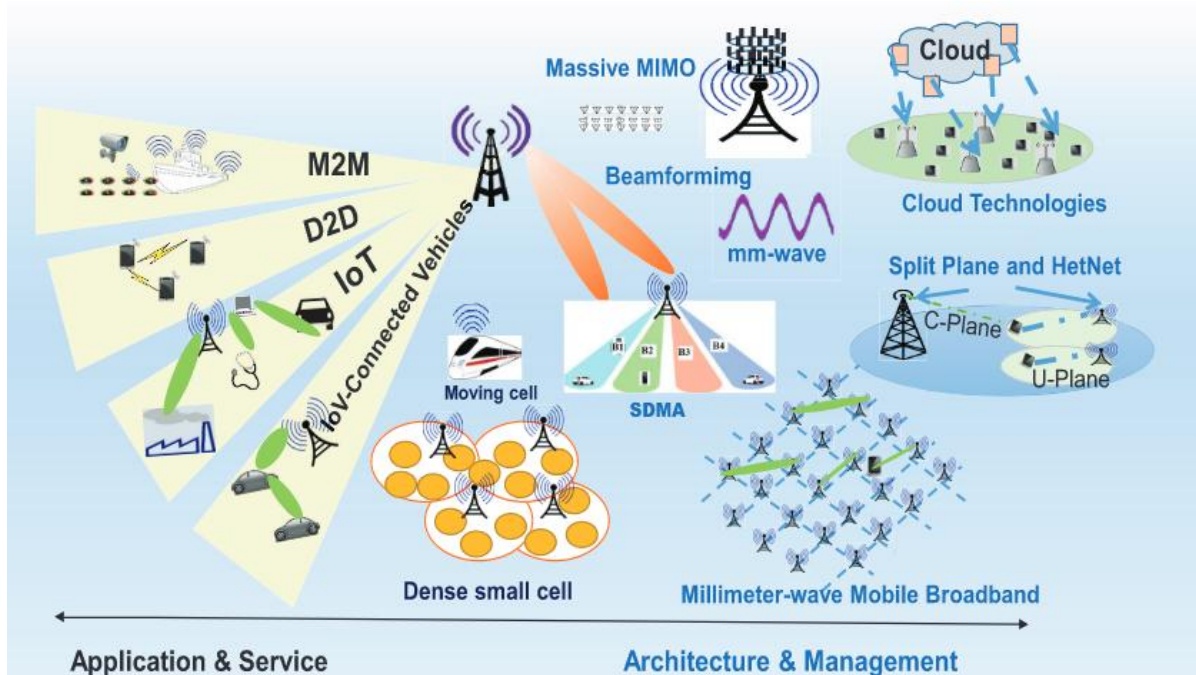 Massive MIMO
Cloud
M2M
Beamformimg
Cloud Technologies
D2D
IoT
IoV-Connected Vehicles
mm-wave
Split Plane and HetNet
C-Plane
U-Plane
B1
B2
B3
B4
Moving cell
SDMA
Dense small cell
Millimeter-wave Mobile Broadband
Application & Service
Architecture & Management